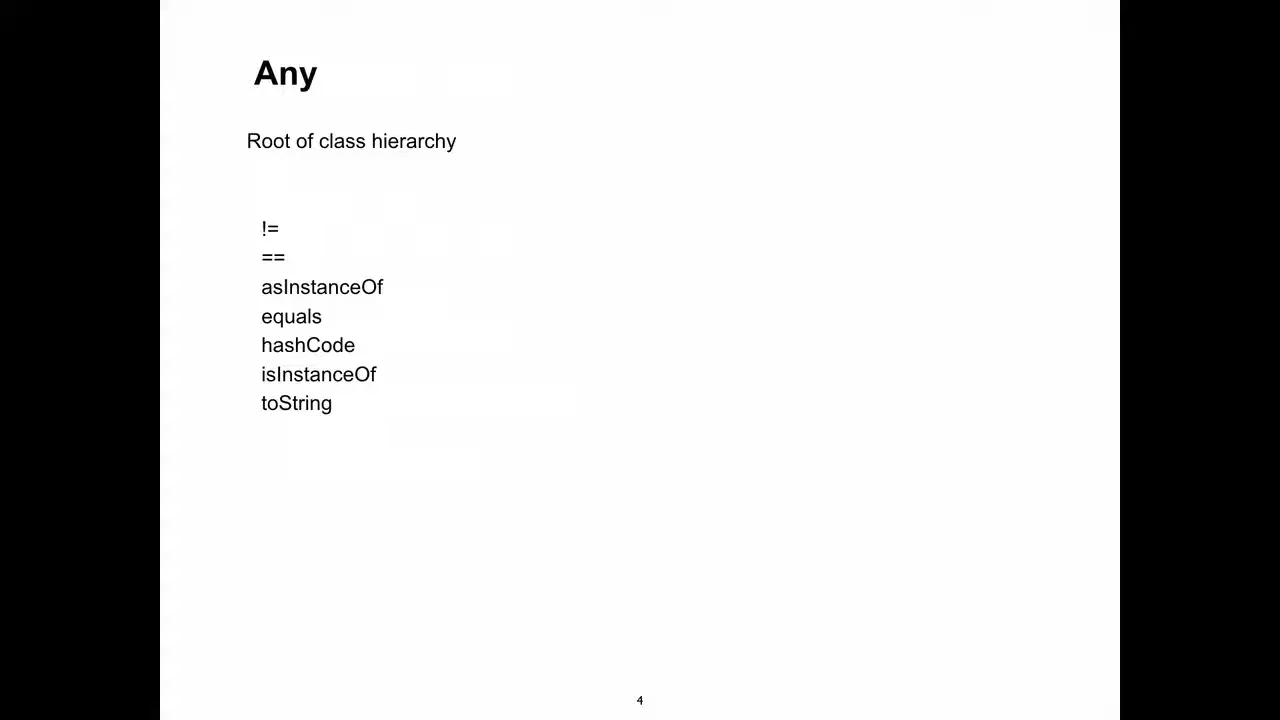 Any
Root of class hierarchy
!=
==
asInstanceOf
equals
hashCode
isInstanceOf
toString
4